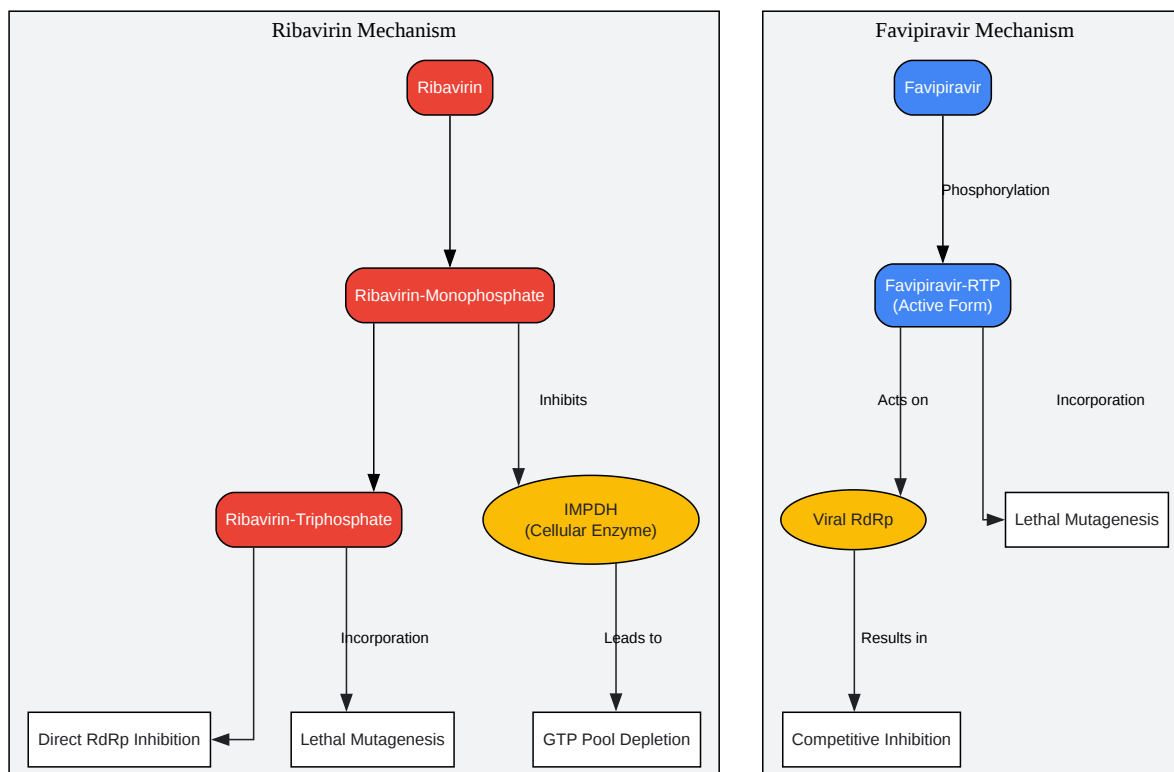 Ribavirin Mechanism
Ribavirin
Ribavirin-Monophosphate
Inhibits
Ribavirin-Triphosphate
IMPDH
(Cellular Enzyme)
Incorporation
Leads to
Direct RdRp Inhibition
Lethal Mutagenesis
GTP Pool Depletion
Favipiravir Mechanism
Favipiravir
Phosphorylation
Favipiravir-RTP
(Active Form)
Acts on
Incorporation
Viral RdRp
Lethal Mutagenesis
Results in
Competitive Inhibition